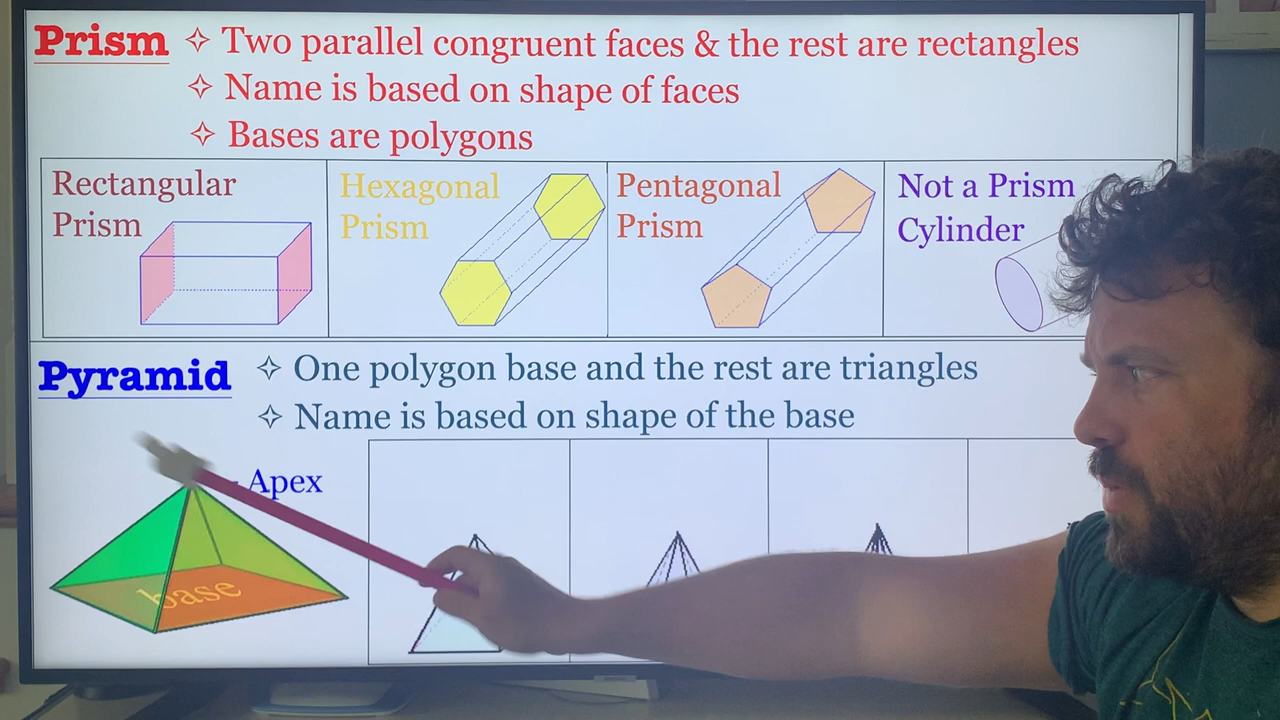 Prism ✧ Two parallel congruent faces & the rest are rectangles
✧ Name is based on shape of faces
✧ Bases are polygons
Rectangular
Prism
Hexagonal
Prism
Pentagonal
Prism
Not a Prism
Cylinder
Pyramid ✧ One polygon base and the rest are triangles
✧ Name is based on shape of the base
Apex
base